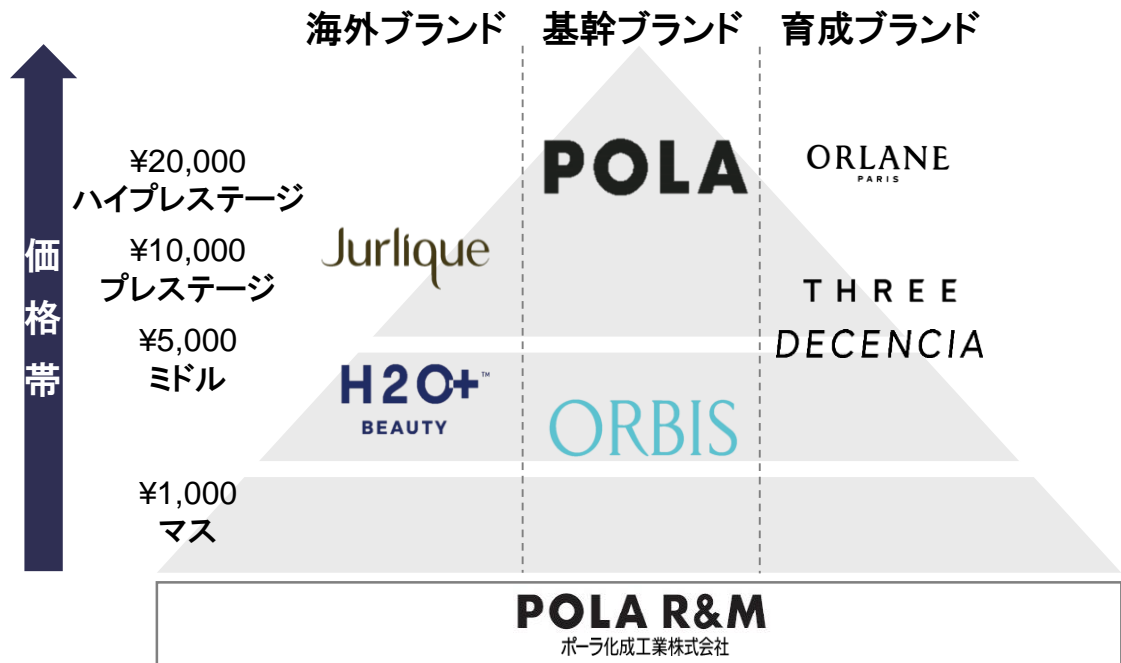 海外ブランド
基幹ブランド
育成ブランド
価格帯
¥20,000
ハイプレステージ
POLA
ORLANE
PARIS
¥10,000
プレステージ
Jurlique
THREE
¥5,000
ミドル
DECENCIA
H2O+™
BEAUTY
ORBIS
¥1,000
マス
POLA R&M
ポーラ化成工業株式会社